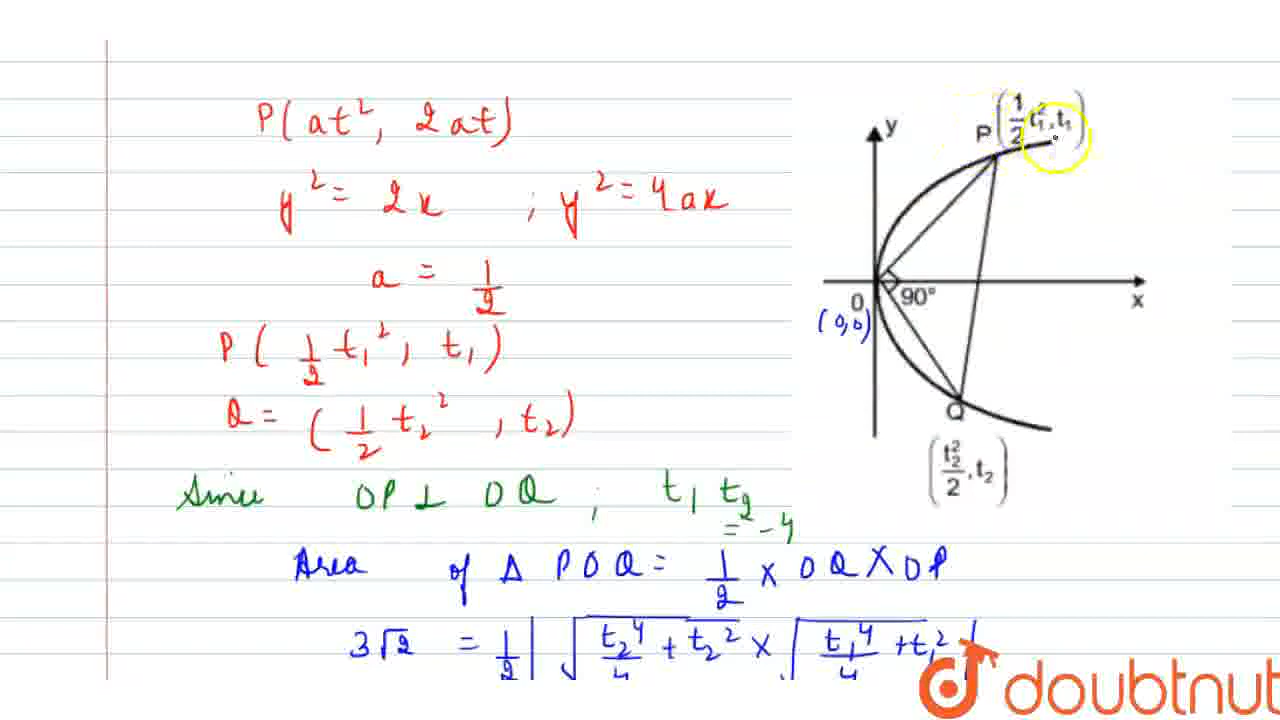 P(at², 2at)
y² = 2x ; y² = 4ax
a = 1/2
P( 1/2 t₁², t₁)
Q = ( 1/2 t₂², t₂)
Since OP ⊥ OQ ; t₁ t₂
= -4
Area of Δ POQ = 1/2 × OQ × OP
3√2 = 1/2 | √(t₂⁴/4 + t₂²) × √(t₁⁴/4 + t₁²) |
y
P(1/2 t₁², t₁)
O
90°
x
(0,0)
Q
(t₂²/2, t₂)
doubtnut